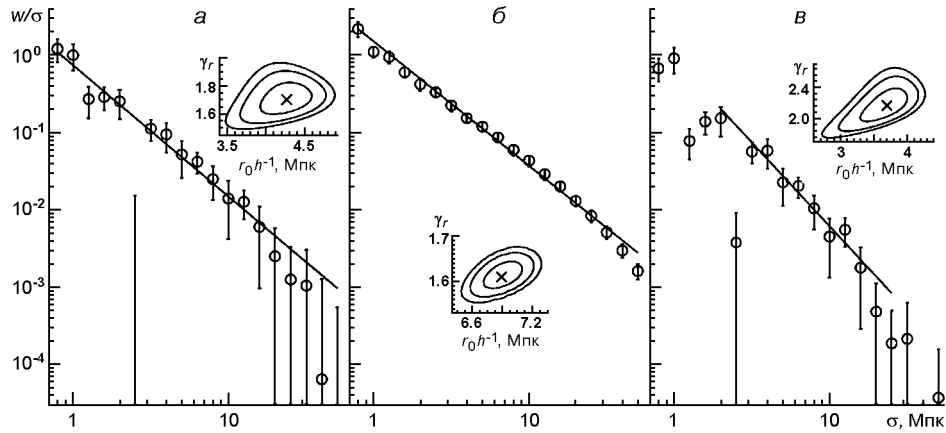 w/σ а б в
10⁰
10⁻¹
10⁻²
10⁻³
10⁻⁴
γr
1.8
1.6
3.5 4.5
r₀h⁻¹, Мпк
γr
1.7
1.6
6.6 7.2
r₀h⁻¹, Мпк
γr
2.4
2.0
3 4
r₀h⁻¹, Мпк
1 10 1 10 1 10 σ, Мпк